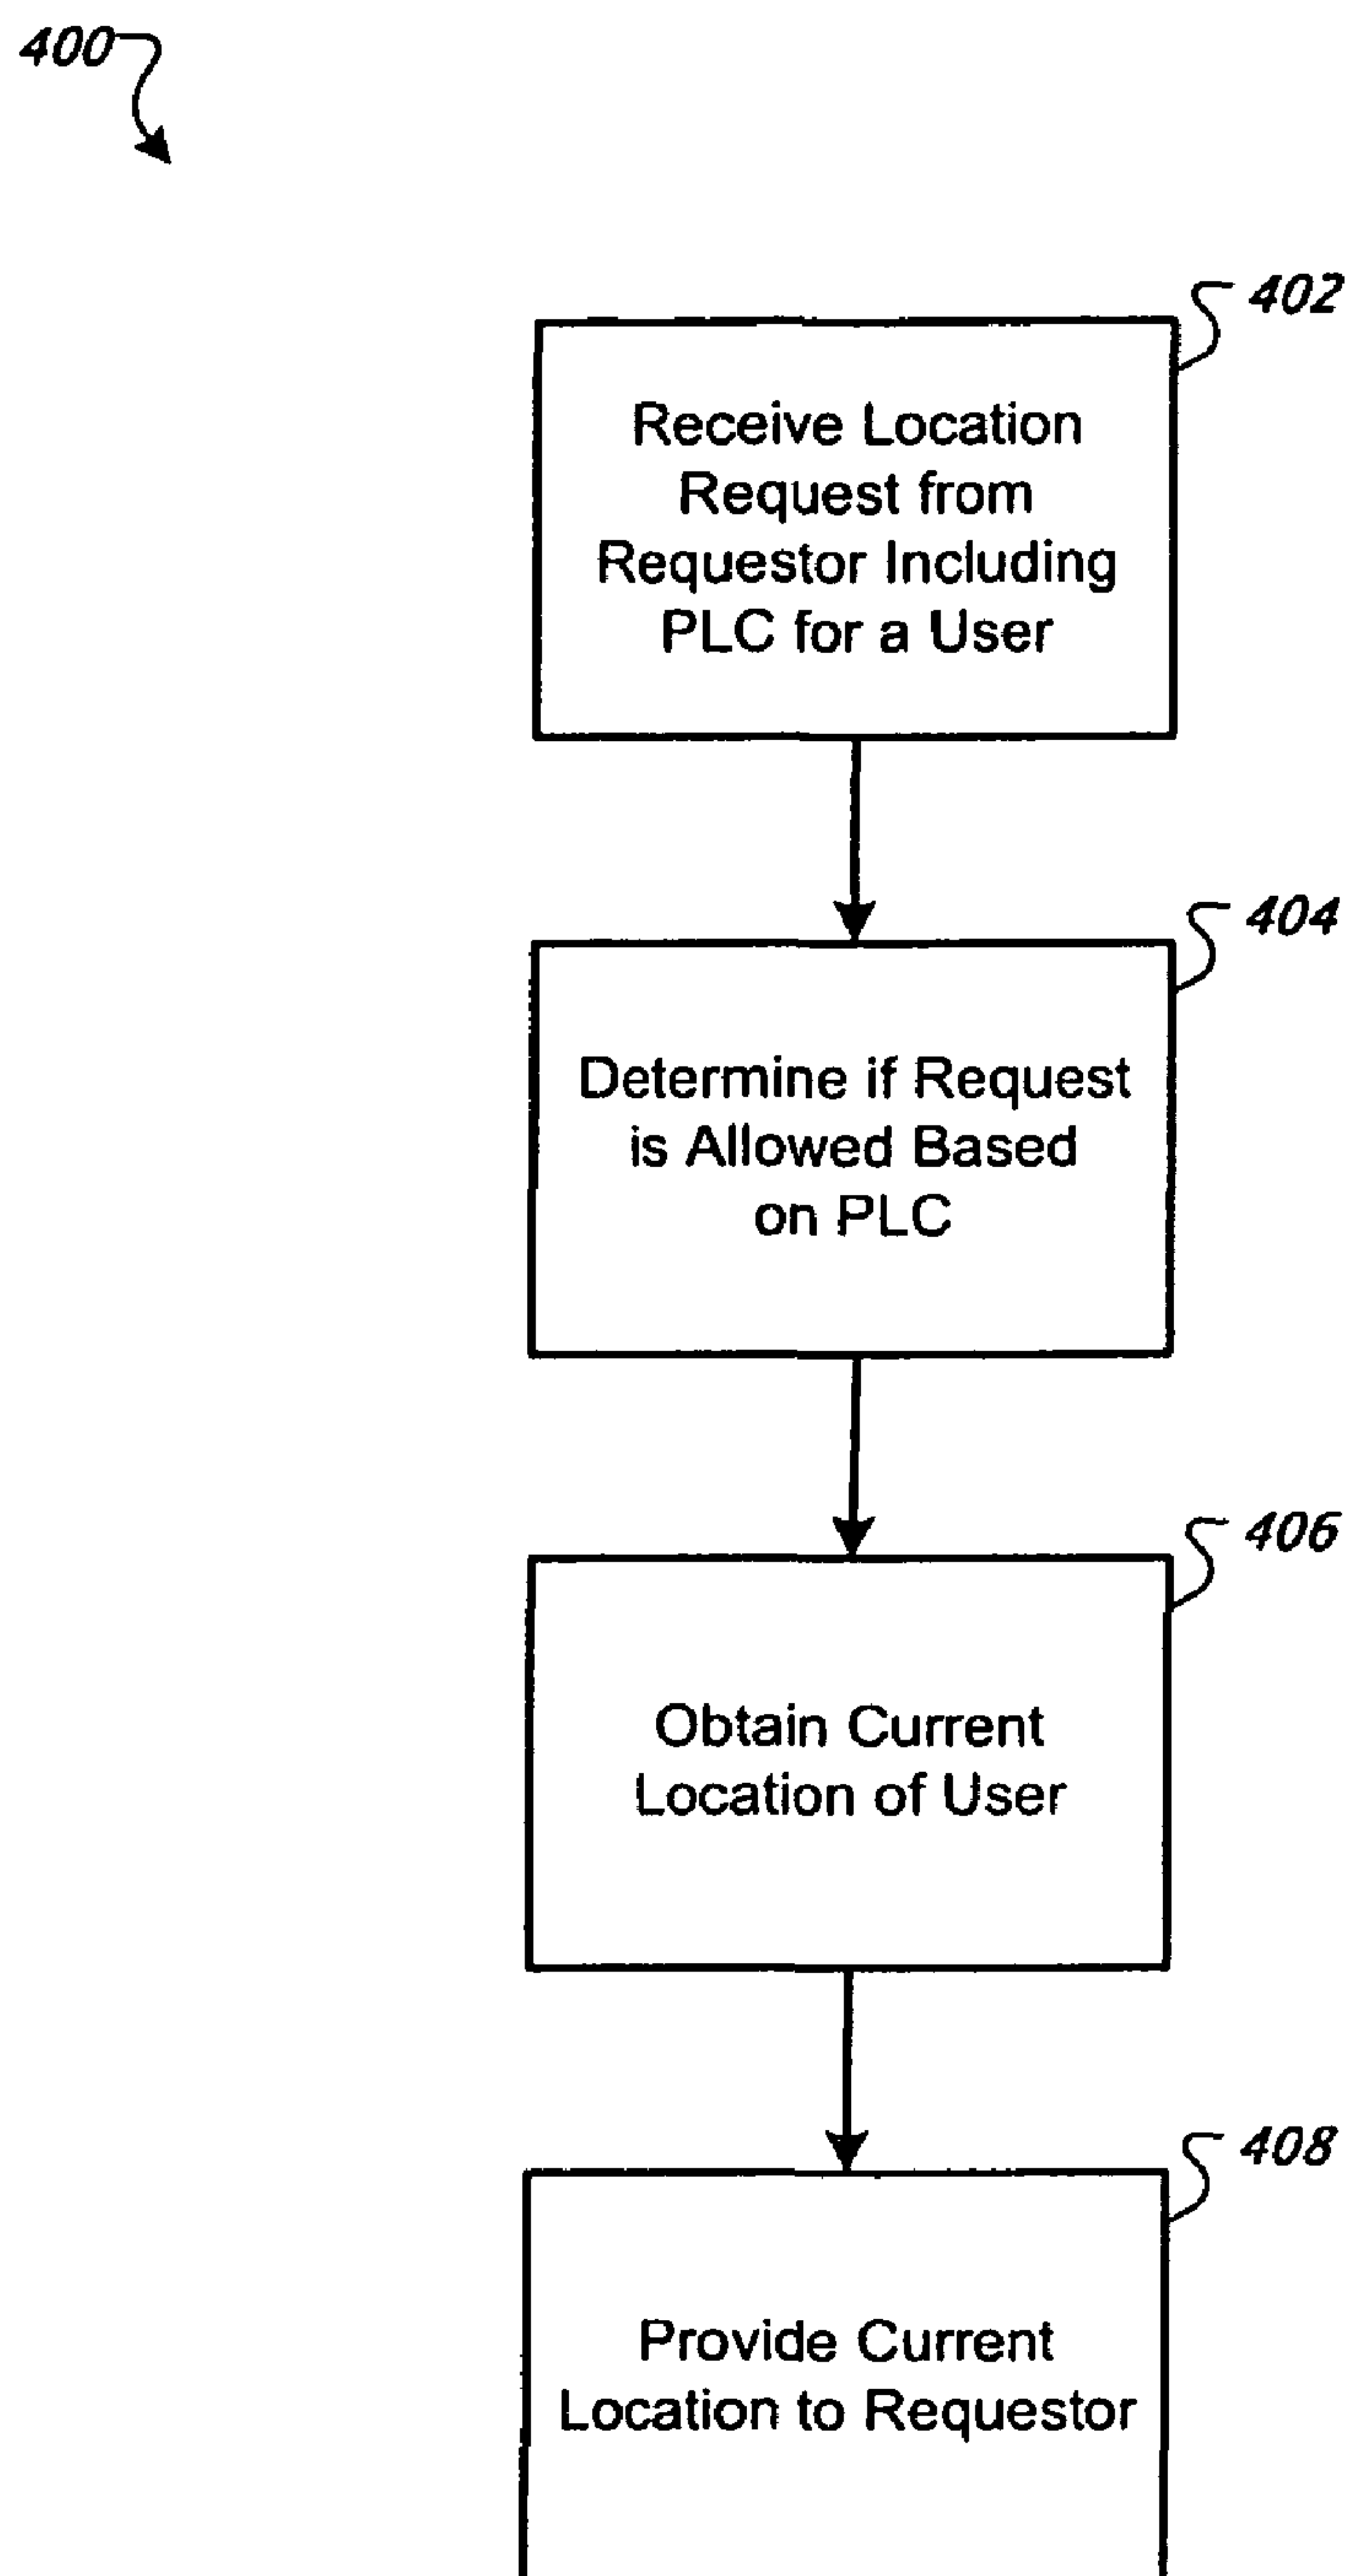 400
402
Receive Location
Request from
Requestor Including
PLC for a User
404
Determine if Request
is Allowed Based
on PLC
406
Obtain Current
Location of User
408
Provide Current
Location to Requestor